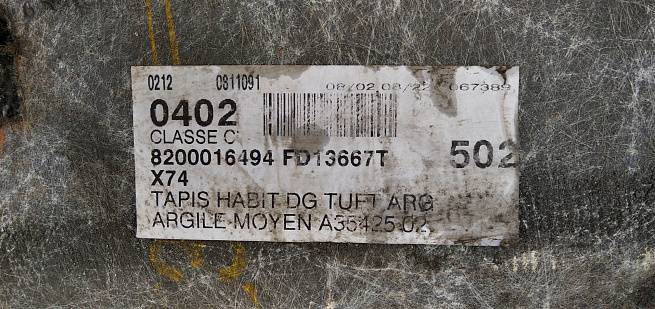 0212 0811091 08/02 08/22 067389
0402
CLASSE C
8200016494 FD13667T 502
X74
TAPIS HABIT DG TUFT ARG
ARGILE MOYEN A35425 02